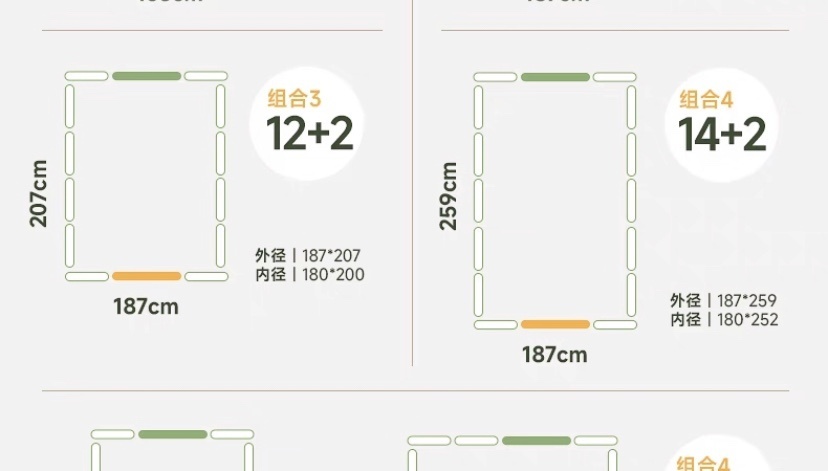 组合3
12+2
207cm
外径 | 187*207
内径 | 180*200
187cm
组合4
14+2
259cm
外径 | 187*259
内径 | 180*252
187cm
组合4